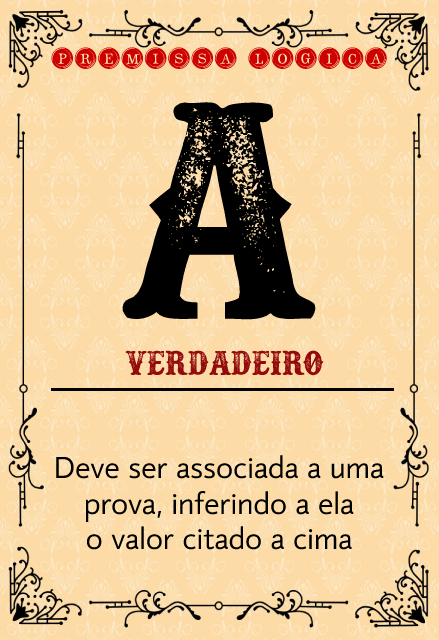 PREMISSA LOGICA
A
VERDADEIRO
Deve ser associada a uma
prova, inferindo a ela
o valor citado a cima